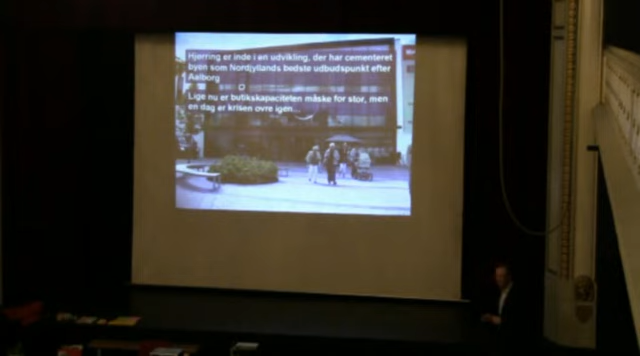 Hjørring er inde i en udvikling, der har cementeret
byen som Nordjyllands bedste udbudspunkt efter
Aalborg
Lige nu er butikskapaciteten måske for stor, men
en dag er krisen ovre igen...